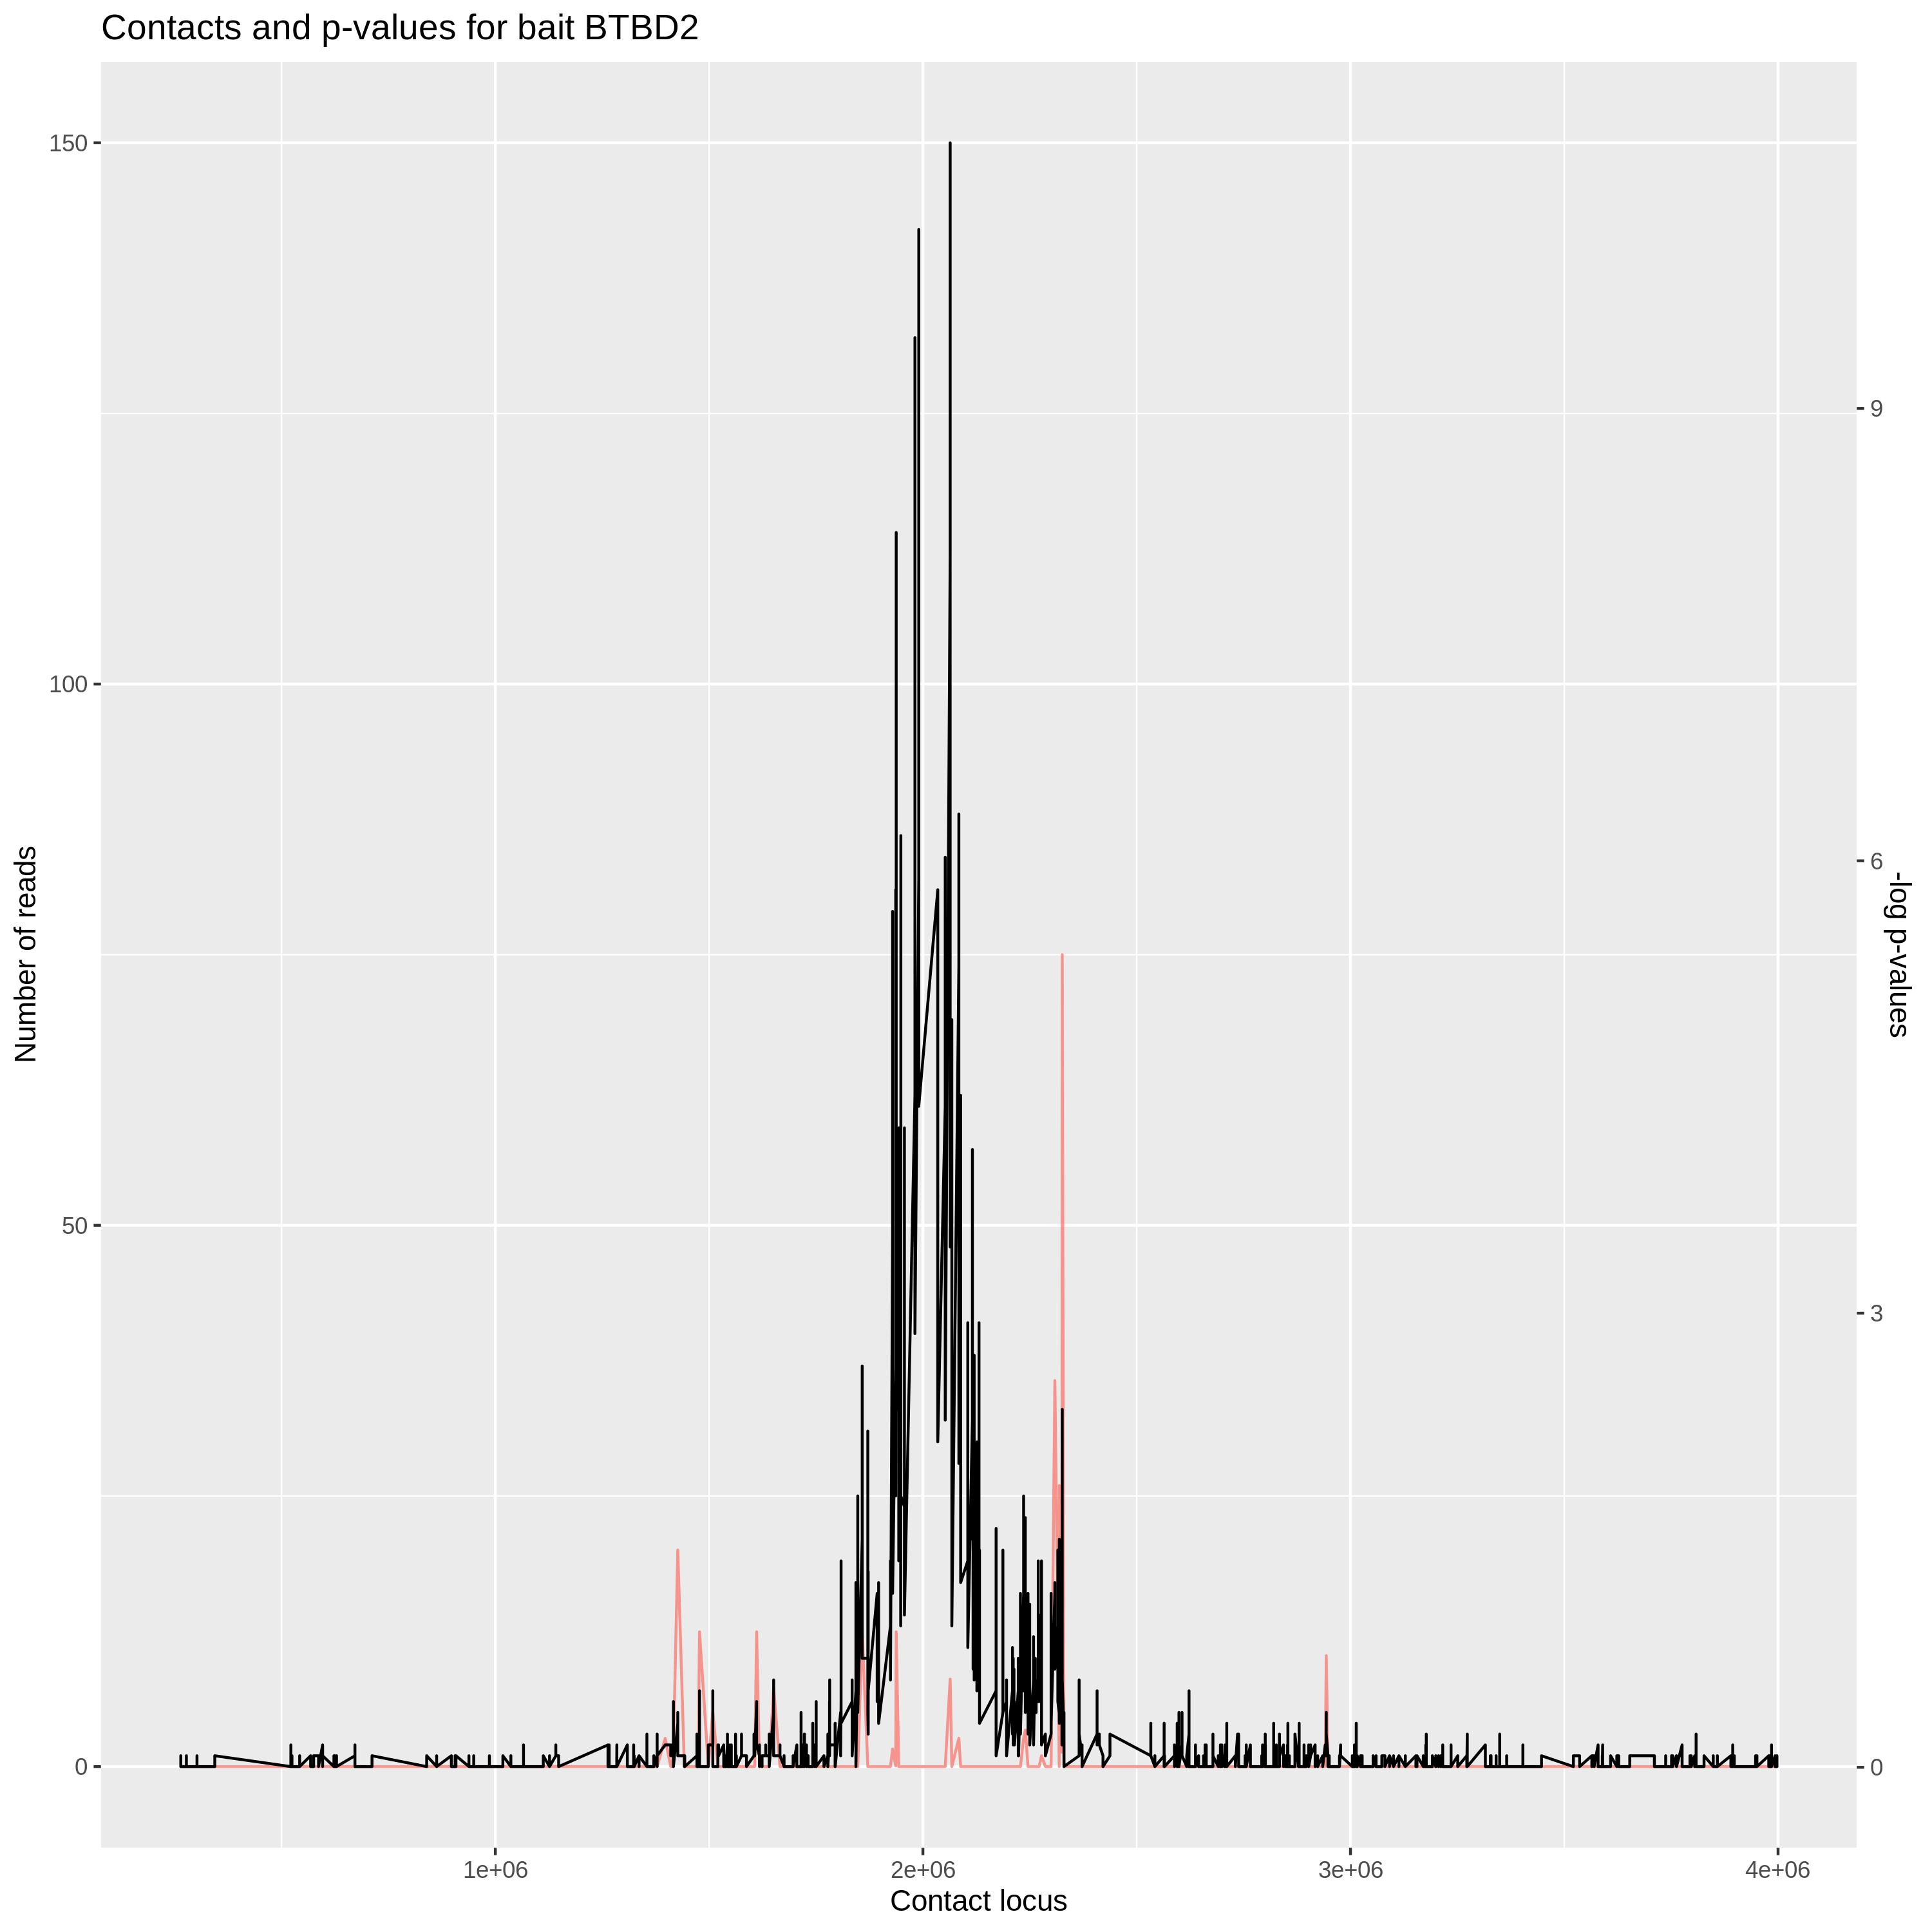 Contacts and p-values for bait BTBD2
150
100
50
0
Number of reads
9
6
3
0
-log p-values
1e+06
2e+06
3e+06
4e+06
Contact locus